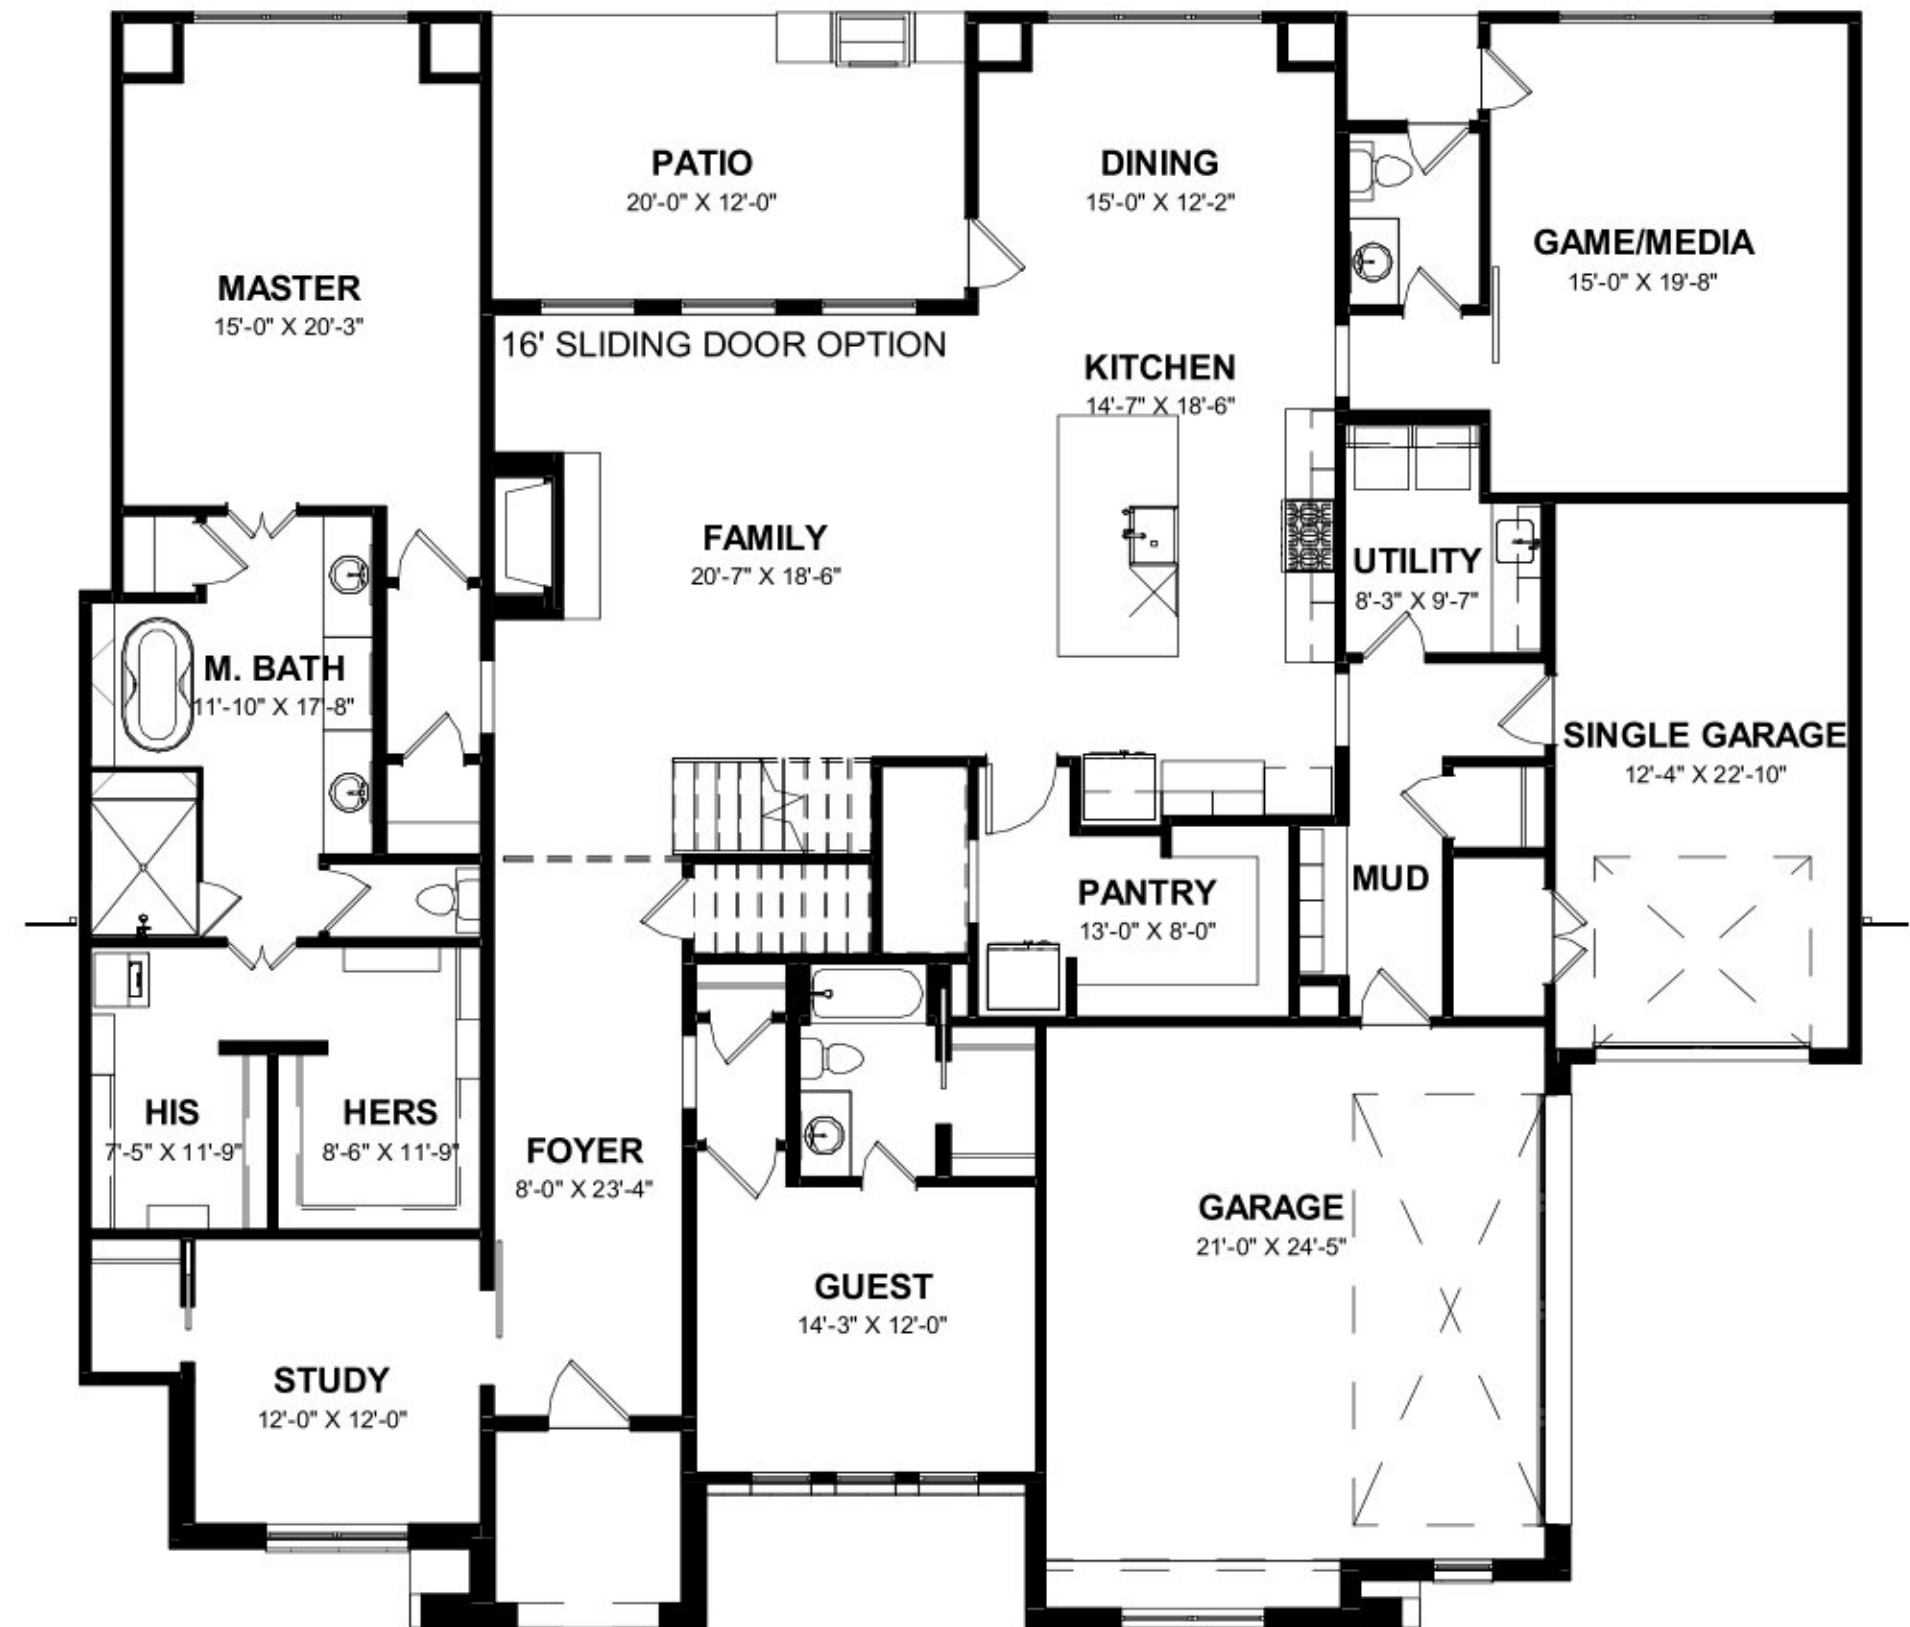 PATIO
20'-0" X 12'-0"
DINING
15'-0" X 12'-2"
GAME/MEDIA
15'-0" X 19'-8"
MASTER
15'-0" X 20'-3"
16' SLIDING DOOR OPTION
KITCHEN
14'-7" X 18'-6"
FAMILY
20'-7" X 18'-6"
UTILITY
8'-3" X 9'-7"
M. BATH
11'-10" X 17'-8"
SINGLE GARAGE
12'-4" X 22'-10"
PANTRY
13'-0" X 8'-0"
MUD
HIS
7'-5" X 11'-9"
HERS
8'-6" X 11'-9"
FOYER
8'-0" X 23'-4"
GARAGE
21'-0" X 24'-5"
GUEST
14'-3" X 12'-0"
STUDY
12'-0" X 12'-0"